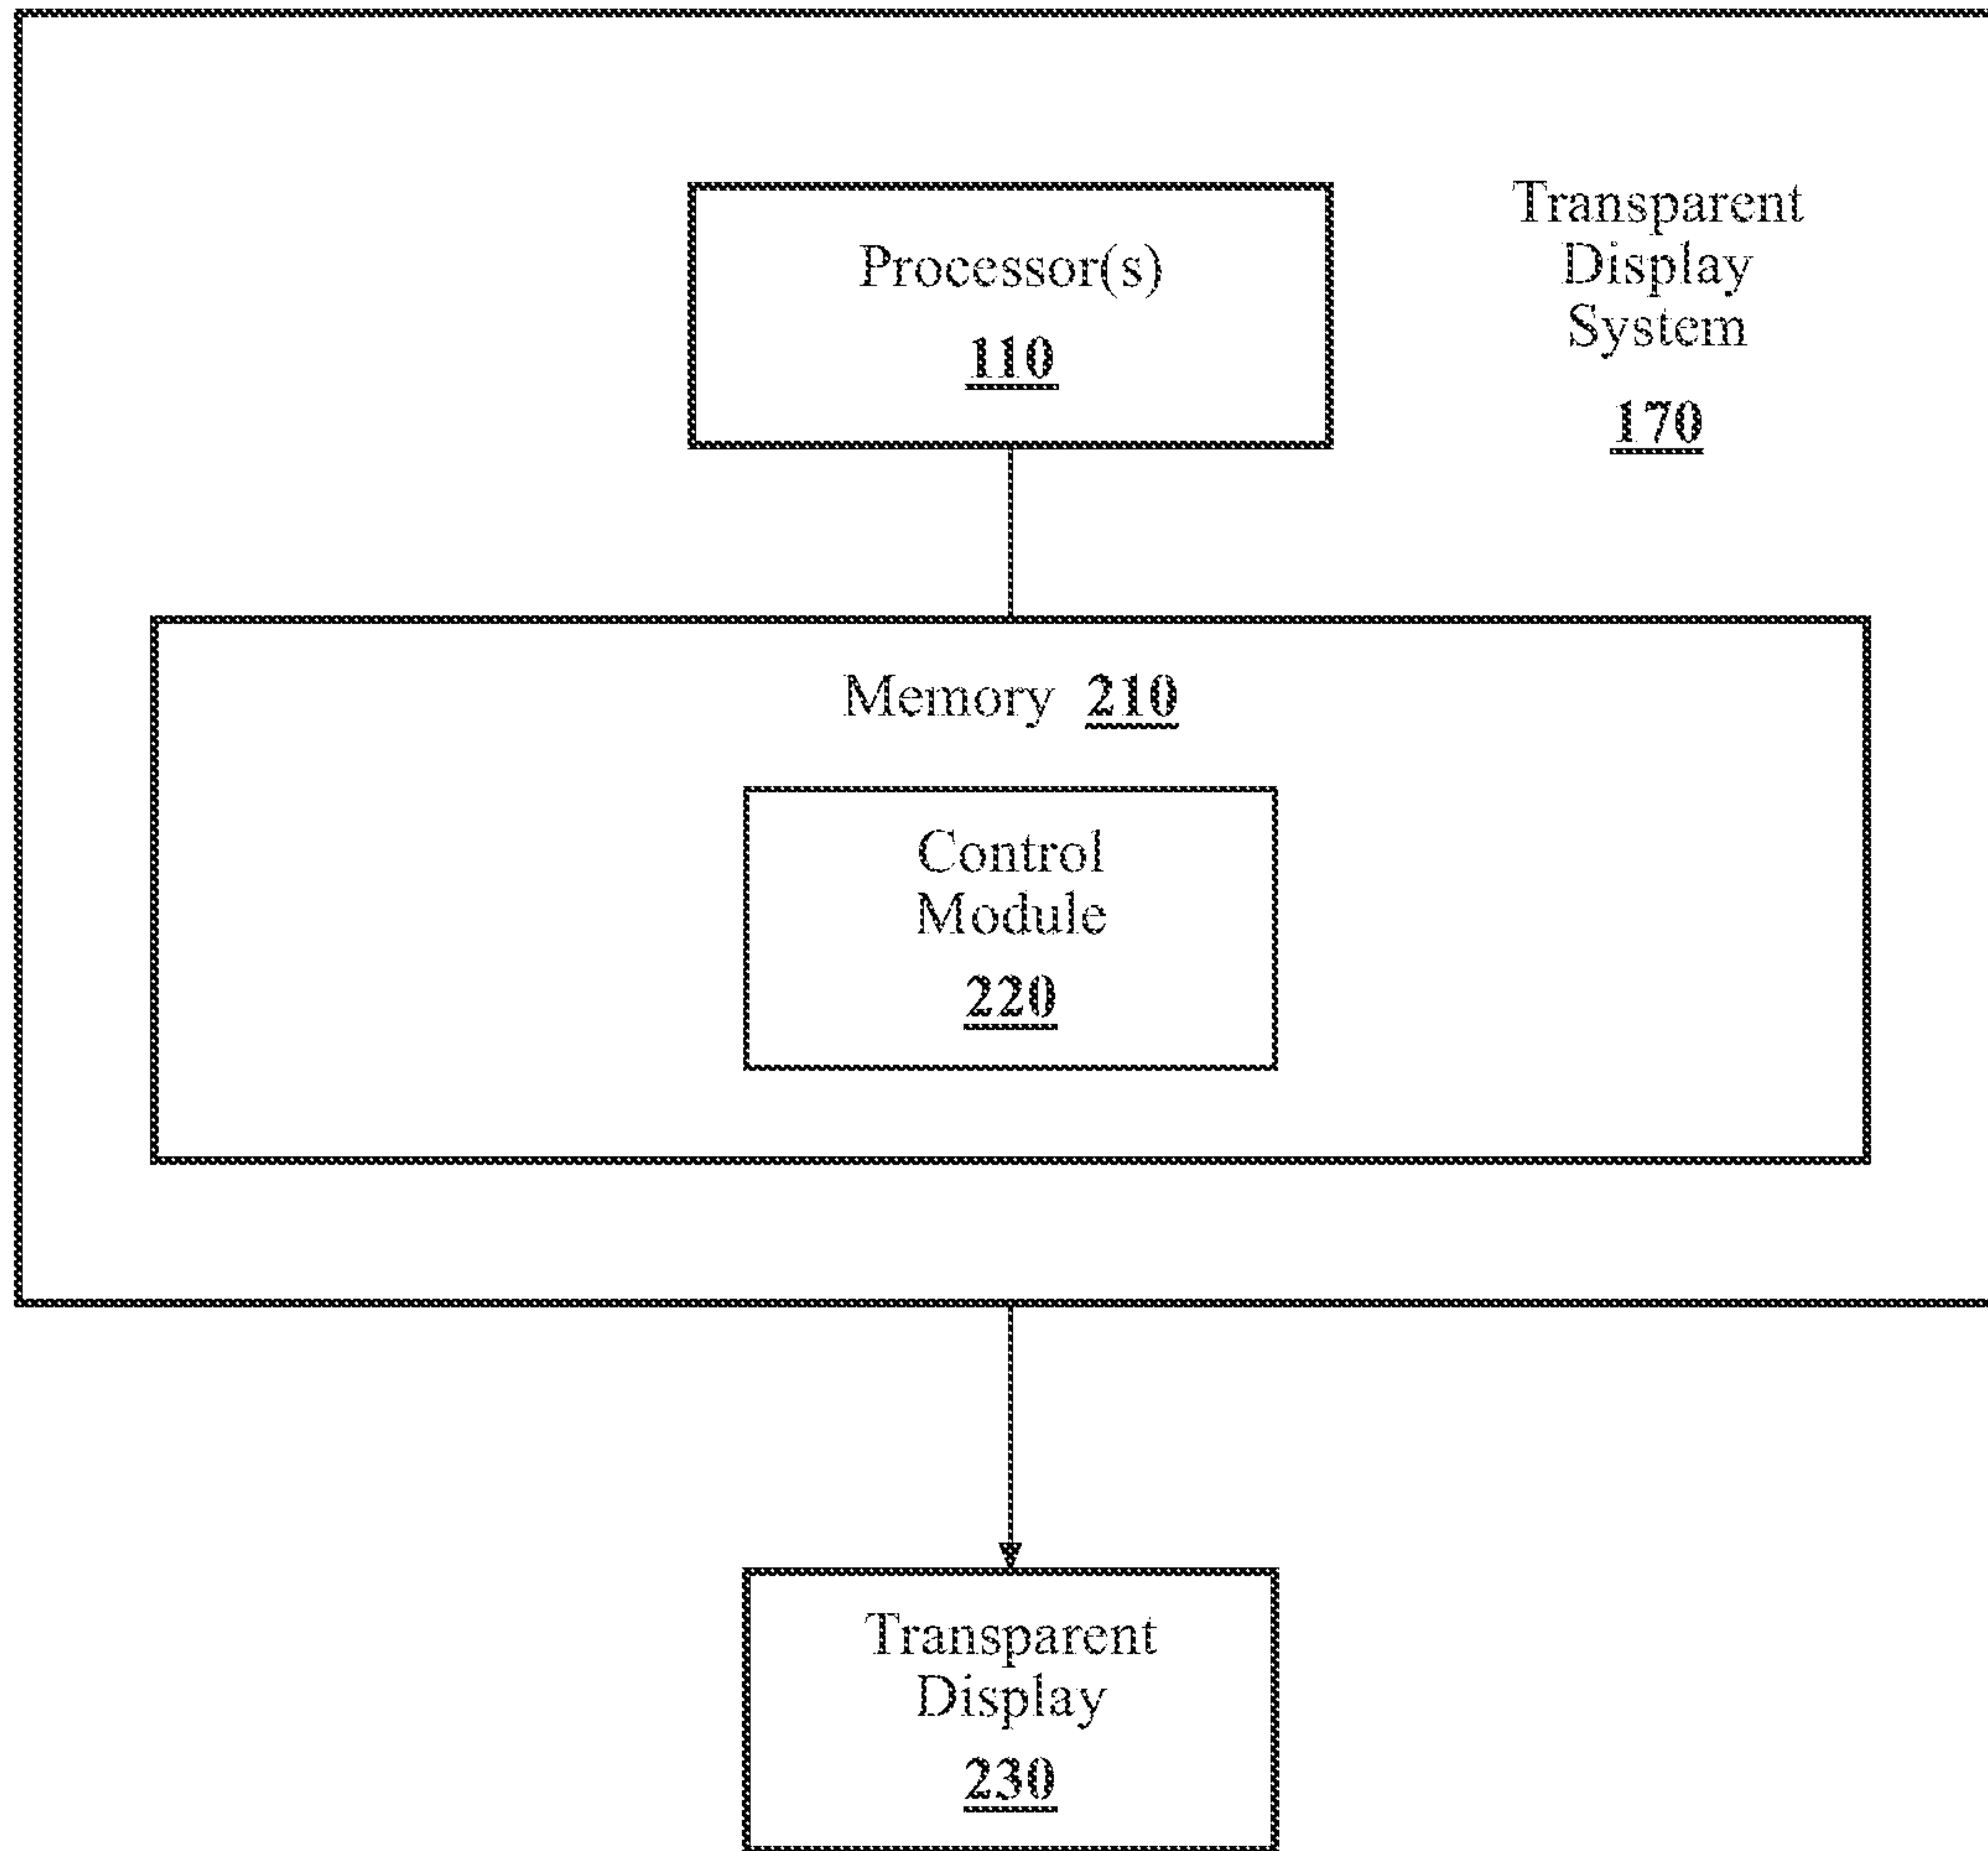 Processor(s)
110
Transparent
Display
System
170
Memory 210
Control
Module
220
Transparent
Display
230